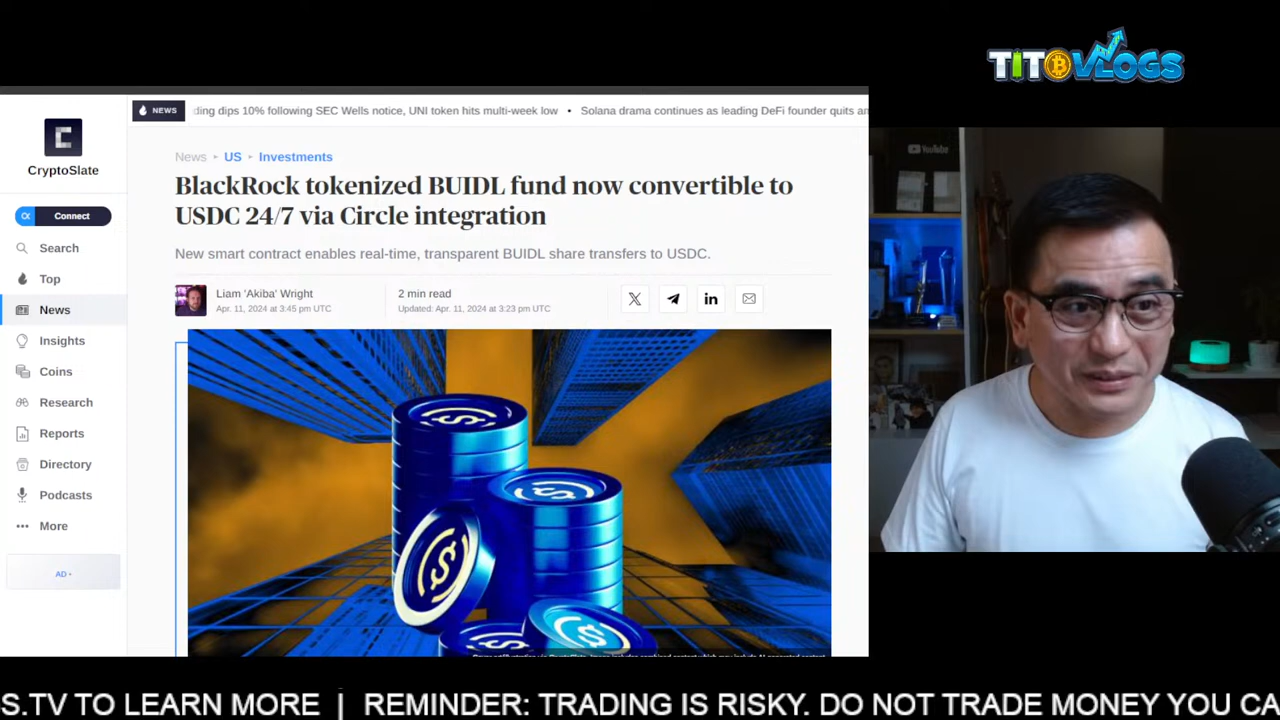 TITOVLOGS
NEWS
ding dips 10% following SEC Wells notice, UNI token hits multi-week low • Solana drama continues as leading DeFi founder quits
CryptoSlate
Connect
Search
Top
News
Insights
Coins
Research
Reports
Directory
Podcasts
More
AD
News ▸ US ▸ Investments
BlackRock tokenized BUIDL fund now convertible to
USDC 24/7 via Circle integration
New smart contract enables real-time, transparent BUIDL share transfers to USDC.
Liam 'Akiba' Wright
Apr. 11, 2024 at 3:45 pm UTC
2 min read
Updated: Apr. 11, 2024 at 3:23 pm UTC
YouTube
S.TV TO LEARN MORE | REMINDER: TRADING IS RISKY. DO NOT TRADE MONEY YOU CA